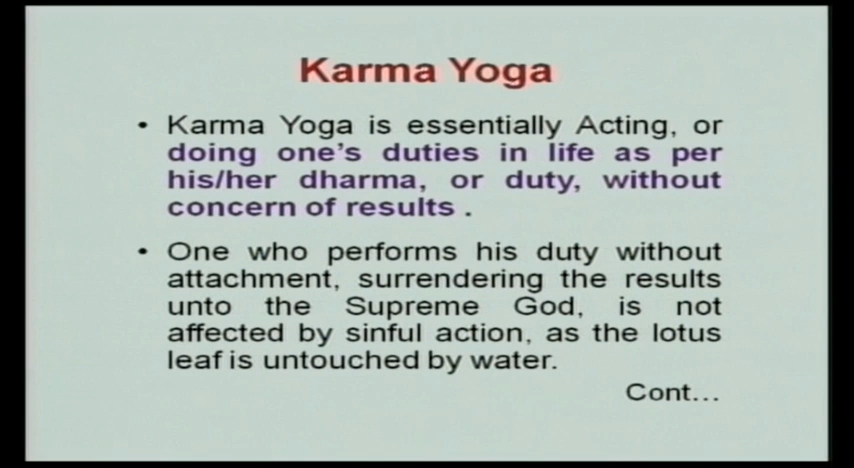 Karma Yoga
• Karma Yoga is essentially Acting, or
doing one's duties in life as per
his/her dharma, or duty, without
concern of results .
• One who performs his duty without
attachment, surrendering the results
unto the Supreme God, is not
affected by sinful action, as the lotus
leaf is untouched by water.
Cont...